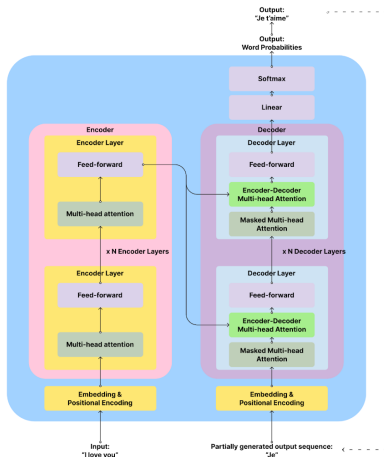 Output:
"Je t'aime"
Output:
Word Probabilities
Softmax
Linear
Encoder
Encoder Layer
Feed-forward
Multi-head attention
x N Encoder Layers
Encoder Layer
Feed-forward
Multi-head attention
Embedding &
Positional Encoding
Input:
"I love you"
Decoder
Decoder Layer
Feed-forward
Encoder-Decoder
Multi-head Attention
Masked Multi-head
Attention
x N Decoder Layers
Decoder Layer
Feed-forward
Encoder-Decoder
Multi-head Attention
Masked Multi-head
Attention
Embedding &
Positional Encoding
Partially generated output sequence:
"Je"